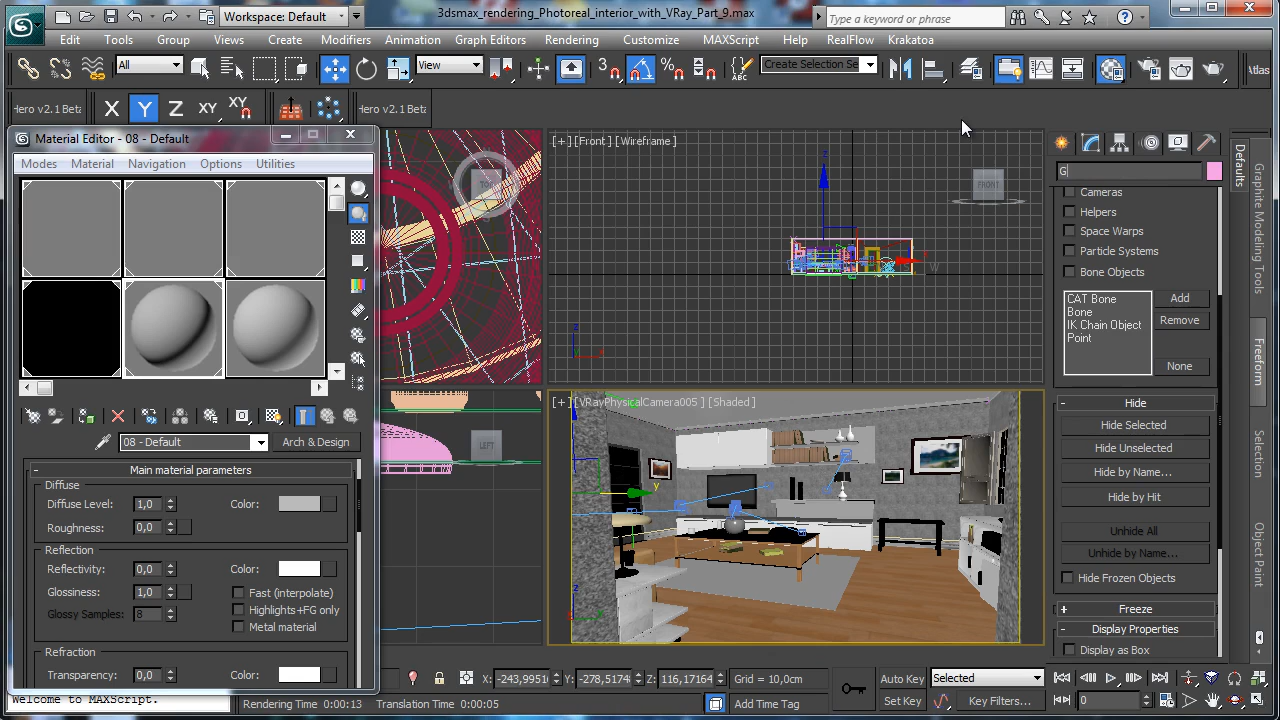 Workspace: Default
3dsmax_rendering_Photoreal_interior_with_VRay_Part_9.max
Type a keyword or phrase
Edit Tools Group Views Create Modifiers Animation Graph Editors Rendering Customize MAXScript Help RealFlow Krakatoa
All
View
3
%
ABC
Create Selection Se
Atlas
Hero v2.1 Beta
X Y Z XY XY
Hero v2.1 Beta
Material Editor - 08 - Default
Modes Material Navigation Options Utilities
08 - Default
Arch & Design
- Main material parameters
Diffuse
Diffuse Level: 1,0 Color:
Roughness: 0,0
Reflection
Reflectivity: 0,0 Color:
Glossiness: 1,0 Fast (interpolate)
Glossy Samples: 8 Highlights+FG only
Metal material
Refraction
Transparency: 0,0 Color:
Welcome to MAXScript.
[+] [Front] [Wireframe]
FRONT
z
z
x
LEFT
[+] [VRayPhysicalCamera005] [Shaded]
y
G
Cameras
Helpers
Space Warps
Particle Systems
Bone Objects
CAT Bone
Bone
IK Chain Object
Point
Add
Remove
None
- Hide
Hide Selected
Hide Unselected
Hide by Name...
Hide by Hit
Unhide All
Unhide by Name...
Hide Frozen Objects
+ Freeze
- Display Properties
Display as Box
Defaults
Graphite Modeling Tools
Freeform
Selection
Object Paint
X: -243,9951 Y: -278,5174 Z: 116,17164 Grid = 10,0cm
Auto Key Selected
Rendering Time 0:00:13 Translation Time 0:00:05
Add Time Tag
Set Key Key Filters...
0